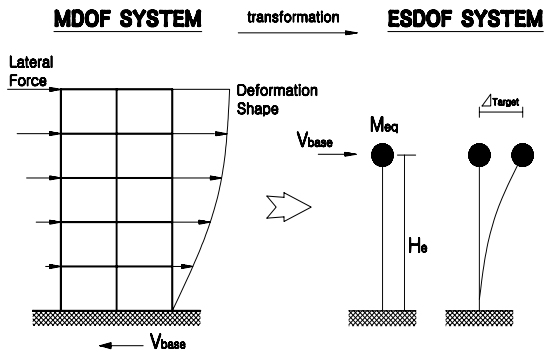 MDOF SYSTEM
transformation
ESDOF SYSTEM
Lateral
Force
Deformation
Shape
ΔTarget
Meq
Vbase
He
Vbase